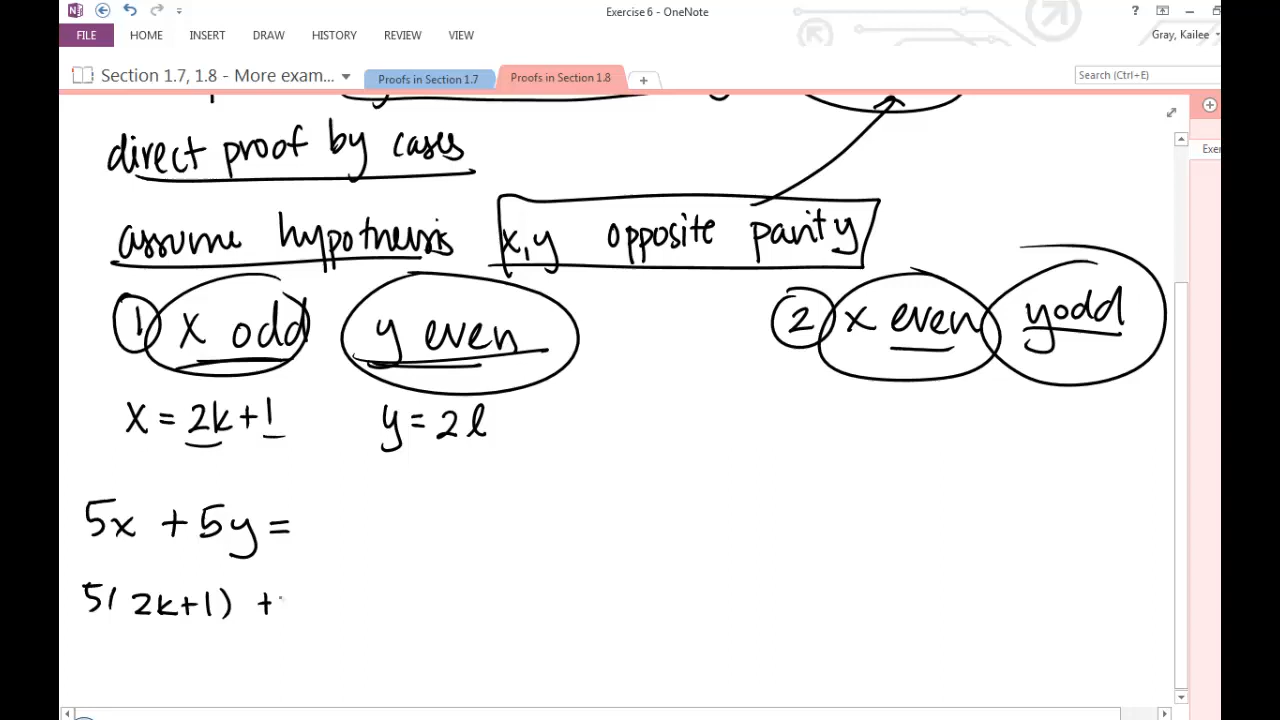 Exercise 6 - OneNote
?
FILE HOME INSERT DRAW HISTORY REVIEW VIEW
Gray, Kailee
Section 1.7, 1.8 - More exam...
Proofs in Section 1.7
Proofs in Section 1.8
Search (Ctrl+E)
Exer
direct proof by cases
assume hypothesis x,y opposite parity
1 x odd y even 2 x even y odd
x = 2k+1 y = 2l
5x + 5y =
5( 2k+1) +